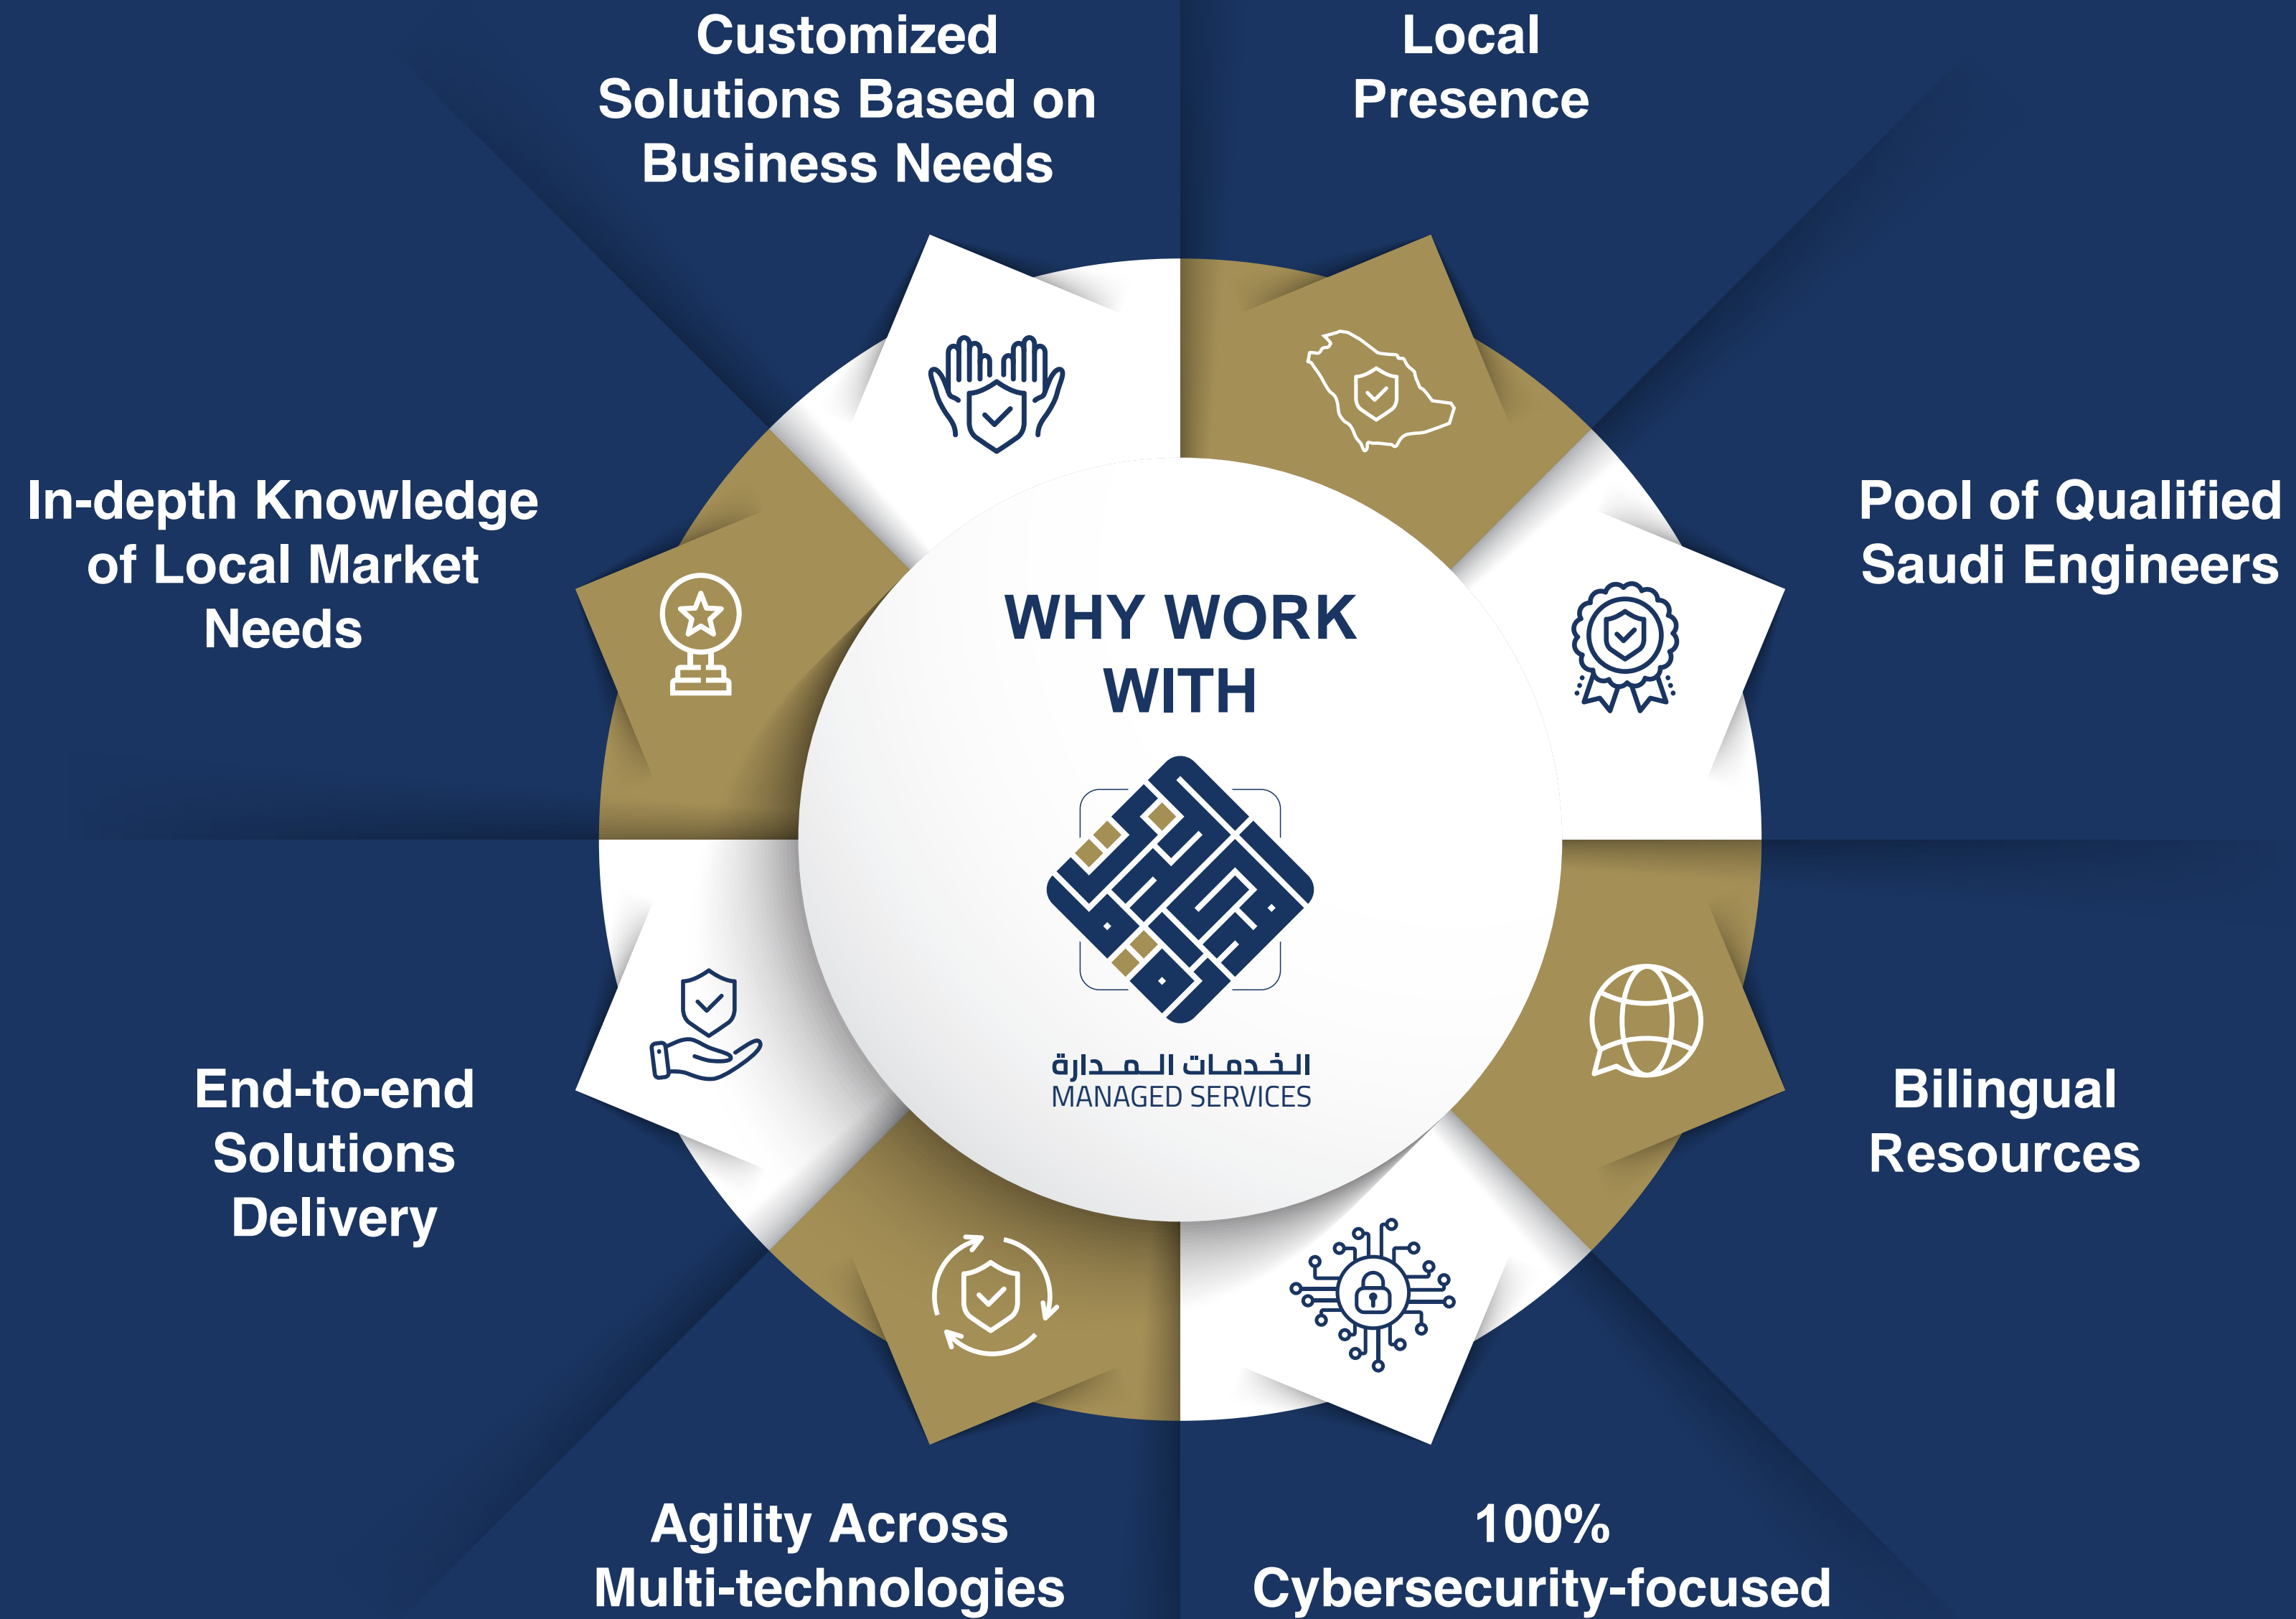 Customized
Solutions Based on
Business Needs
Local
Presence
In-depth Knowledge
of Local Market
Needs
Pool of Qualified
Saudi Engineers
WHY WORK
WITH
الخدمات المدارة
MANAGED SERVICES
End-to-end
Solutions
Delivery
Bilingual
Resources
Agility Across
Multi-technologies
100%
Cybersecurity-focused